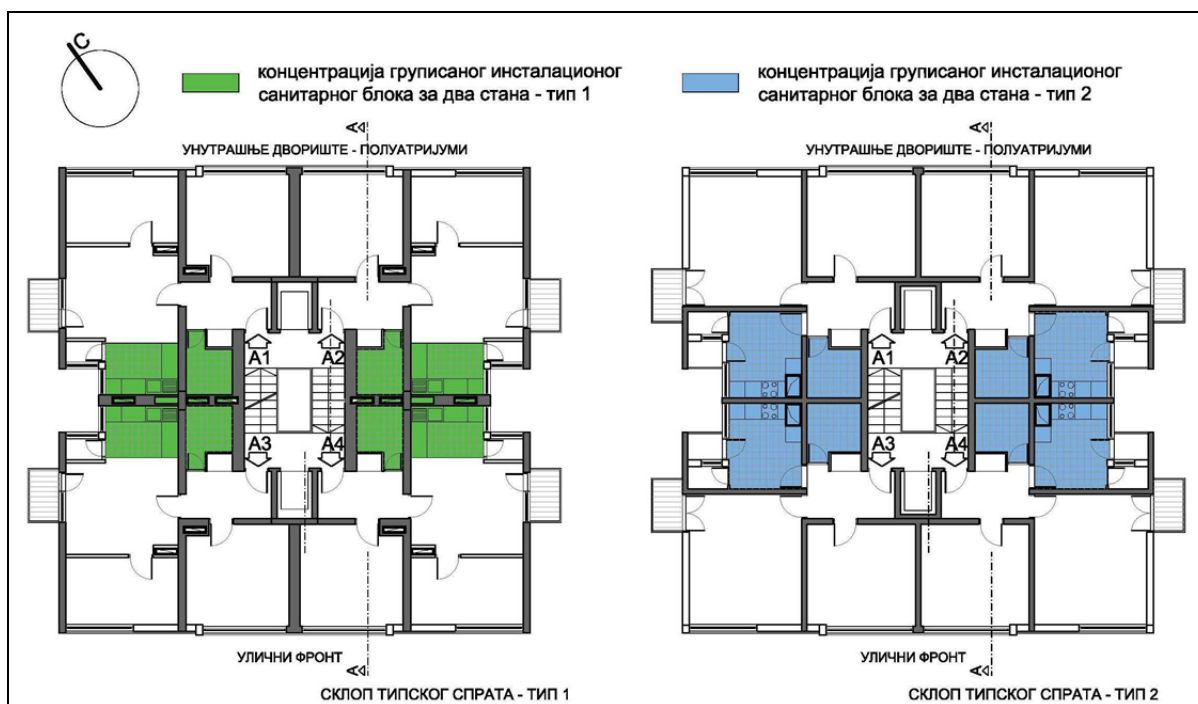 С
концентрација груписаног инсталационог
санитарног блока за два стана - тип 1
концентрација груписаног инсталационог
санитарног блока за два стана - тип 2
A
УНУТРАШЊЕ ДВОРИШТЕ - ПОЛУАТРИЈУМИ
A
УНУТРАШЊЕ ДВОРИШТЕ - ПОЛУАТРИЈУМИ
A1
A2
A3
A4
A1
A2
A3
A4
УЛИЧНИ ФРОНТ
A
УЛИЧНИ ФРОНТ
A
СКЛОП ТИПСКОГ СПРАТА - ТИП 1
СКЛОП ТИПСКОГ СПРАТА - ТИП 2